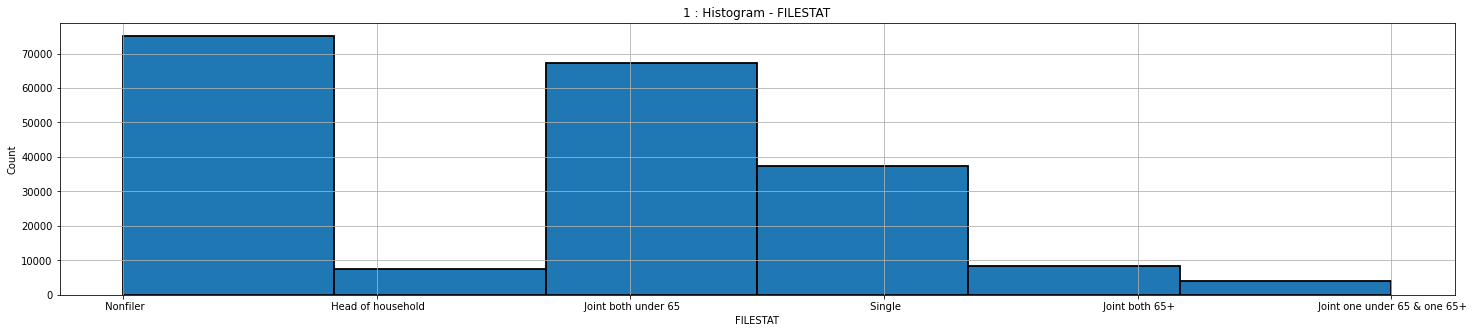 1 : Histogram - FILESTAT
Count
70000
60000
50000
40000
30000
20000
10000
0
Nonfiler Head of household Joint both under 65 Single Joint both 65+ Joint one under 65 & one 65+
FILESTAT